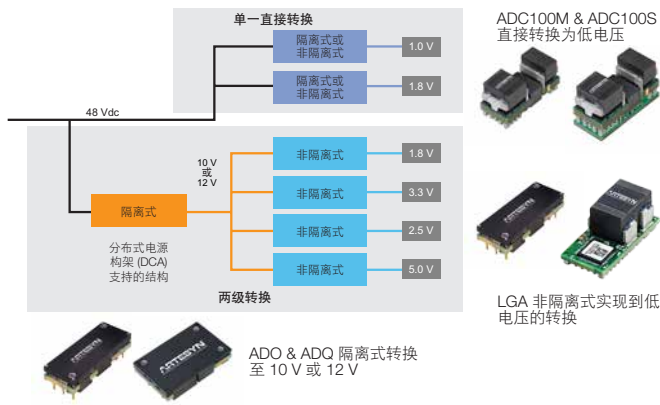 单一直接转换
隔离式或
非隔离式
1.0 V
隔离式或
非隔离式
1.8 V
ADC100M & ADC100S
直接转换为低电压
48 Vdc
10 V
或
12 V
隔离式
非隔离式
1.8 V
非隔离式
3.3 V
非隔离式
2.5 V
非隔离式
5.0 V
分布式电源
构架 (DCA)
支持的结构
两级转换
ARTESYN
ARTESYN
LGA 非隔离式实现到低
电压的转换
ARTESYN
ARTESYN
ADO & ADQ 隔离式转换
至 10 V 或 12 V